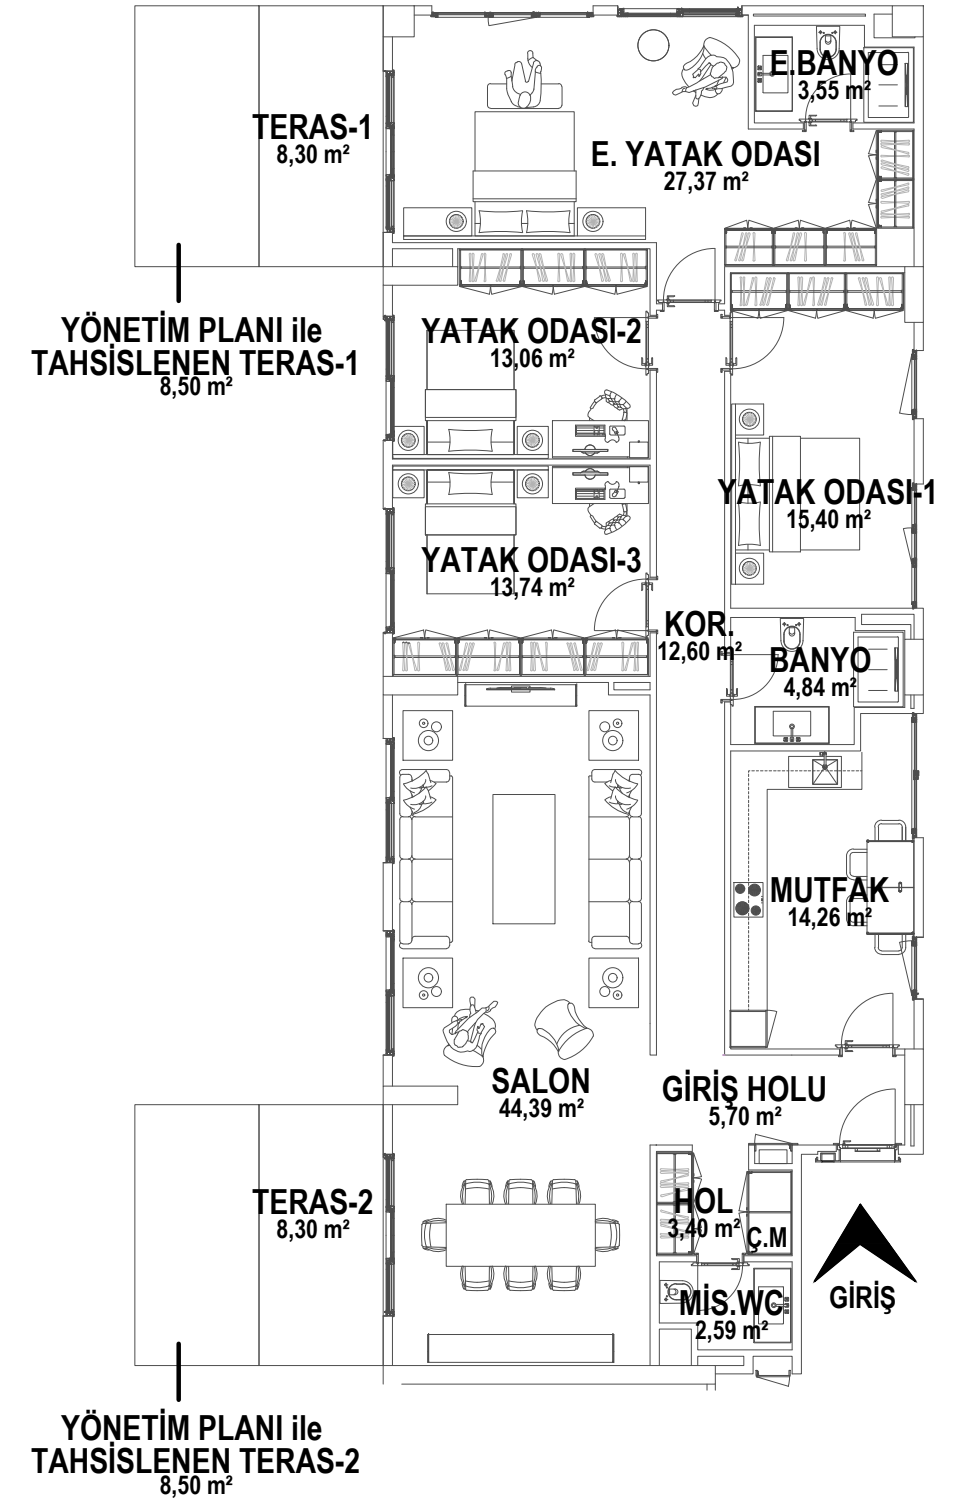 E.BANYO
3,55 m²
TERAS-1
8,30 m²
E. YATAK ODASI
27,37 m²
YÖNETİM PLANI ile
TAHSİSLENEN TERAS-1
8,50 m²
YATAK ODASI-2
13,06 m²
YATAK ODASI-1
15,40 m²
YATAK ODASI-3
13,74 m²
KOR.
12,60 m²
BANYO
4,84 m²
MUTFAK
14,26 m²
SALON
44,39 m²
GİRİŞ HOLU
5,70 m²
TERAS-2
8,30 m²
HOL
3,40 m²
Ç.M
MİS.WC
2,59 m²
GİRİŞ
YÖNETİM PLANI ile
TAHSİSLENEN TERAS-2
8,50 m²